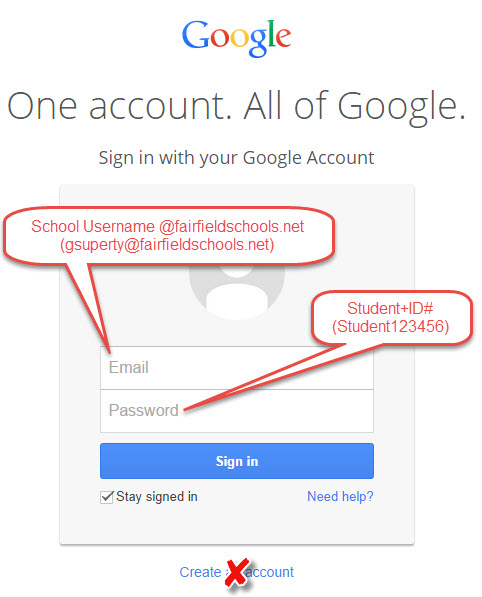 Google
One account. All of Google.
Sign in with your Google Account
School Username @fairfieldschools.net
(gsuperty@fairfieldschools.net)
Student+ID#
(Student123456)
Email
Password
Sign in
Stay signed in
Need help?
Create account